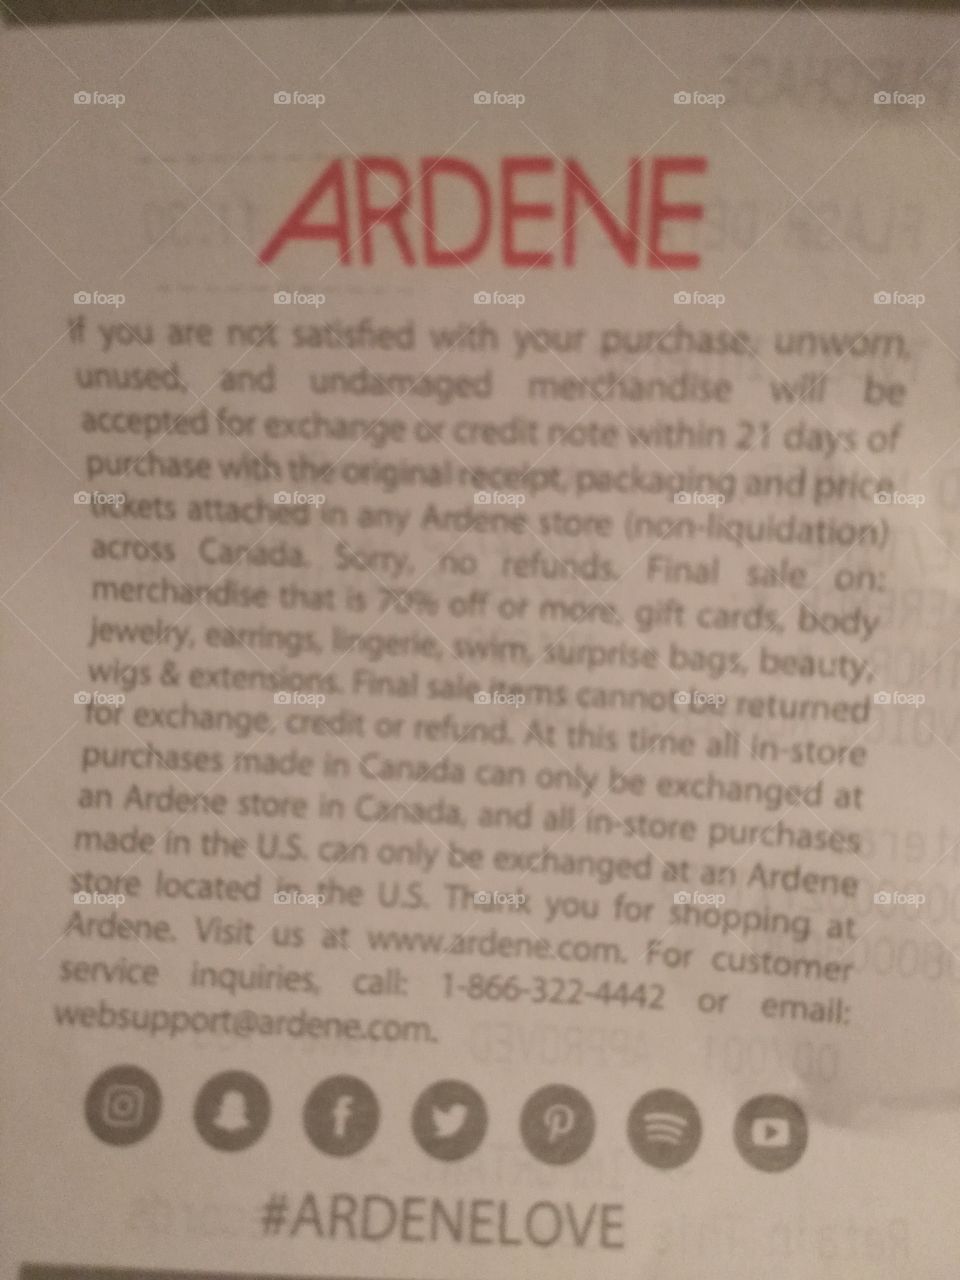 ARDENE
If you are not satisfied with your purchase, unworn,
unused, and undamaged merchandise will be
accepted for exchange or credit note within 21 days of
purchase with the original receipt, packaging and price
tickets attached in any Ardene store (non-liquidation)
across Canada. Sorry, no refunds. Final sale on:
merchandise that is 70% off or more, gift cards, body
jewelry, earrings, lingerie, swim, surprise bags, beauty,
wigs & extensions. Final sale items cannot be returned
for exchange, credit or refund. At this time all in-store
purchases made in Canada can only be exchanged at
an Ardene store in Canada, and all in-store purchases
made in the U.S. can only be exchanged at an Ardene
store located in the U.S. Thank you for shopping at
Ardene. Visit us at www.ardene.com. For customer
service inquiries, call: 1-866-322-4442 or email:
websupport@ardene.com.
#ARDENELOVE